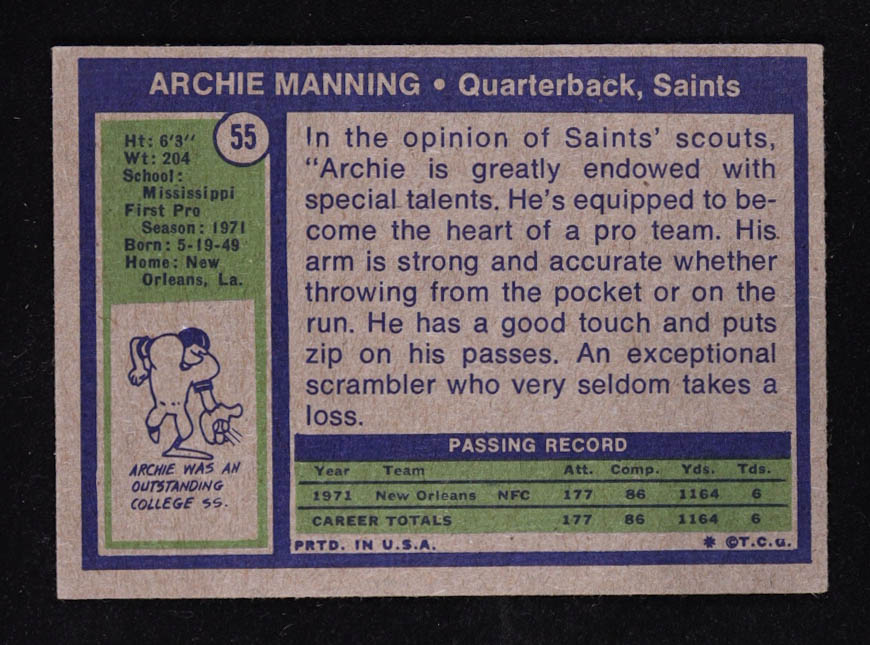 ARCHIE MANNING • Quarterback, Saints
55
Ht: 6'3''
Wt: 204
School:
Mississippi
First Pro
Season: 1971
Born: 5-19-49
Home: New
Orleans, La.
ARCHIE WAS AN
OUTSTANDING
COLLEGE SS.
In the opinion of Saints' scouts,
"Archie is greatly endowed with
special talents. He's equipped to be-
come the heart of a pro team. His
arm is strong and accurate whether
throwing from the pocket or on the
run. He has a good touch and puts
zip on his passes. An exceptional
scrambler who very seldom takes a
loss.
PASSING RECORD
Year Team Att. Comp. Yds. Tds.
1971 New Orleans NFC 177 86 1164 6
CAREER TOTALS 177 86 1164 6
PRTD. IN U.S.A. * ©T.C.G.